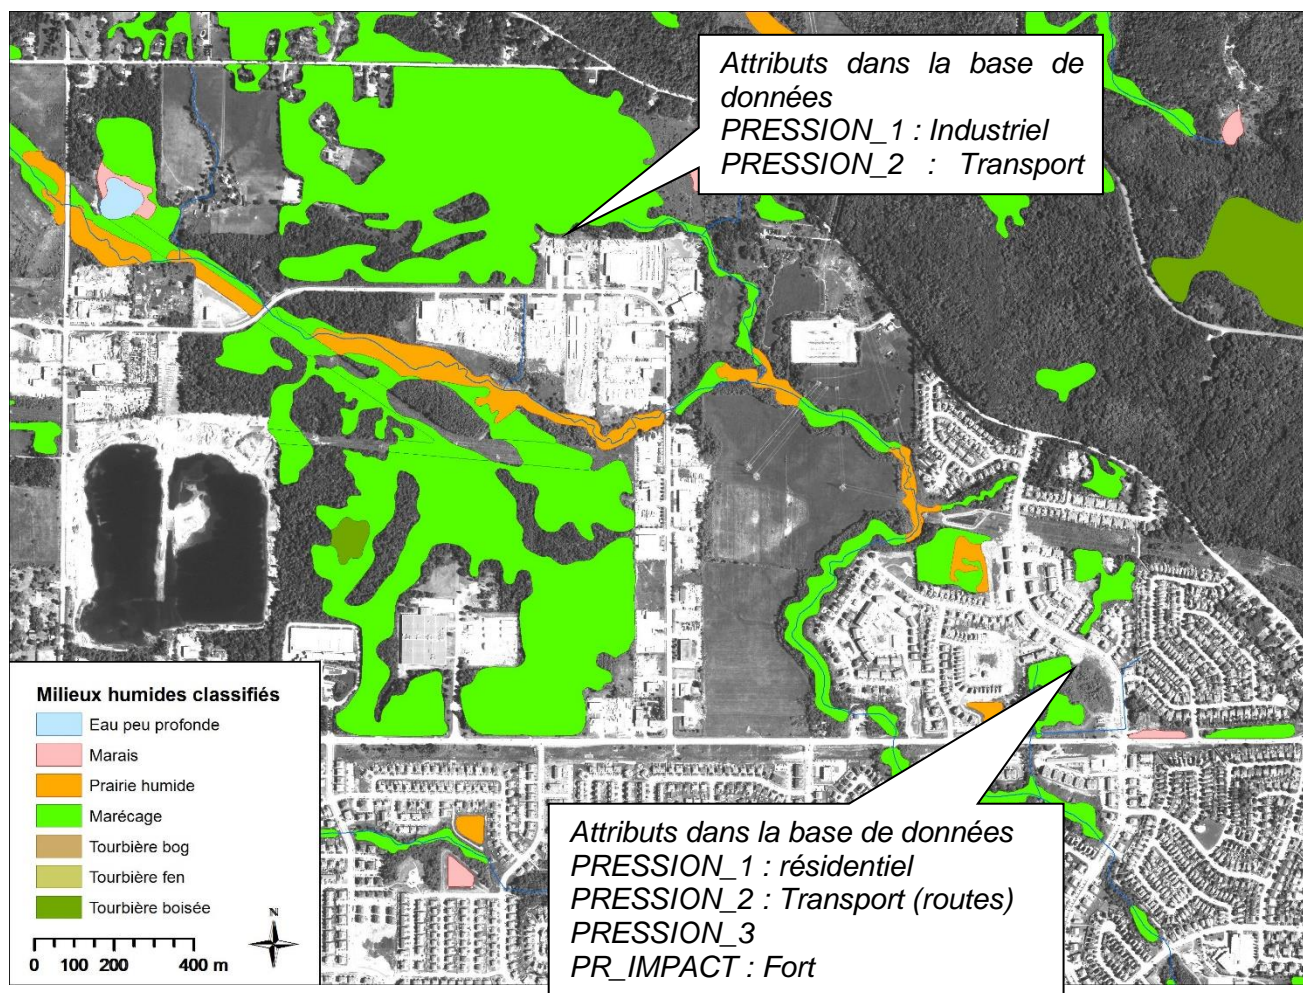 Attributs dans la base de
données
PRESSION_1 : Industriel
PRESSION_2 : Transport
Milieux humides classifiés
Eau peu profonde
Marais
Prairie humide
Marécage
Tourbière bog
Tourbière fen
Tourbière boisée
N
0 100 200 400 m
Attributs dans la base de données
PRESSION_1 : résidentiel
PRESSION_2 : Transport (routes)
PRESSION_3
PR_IMPACT : Fort